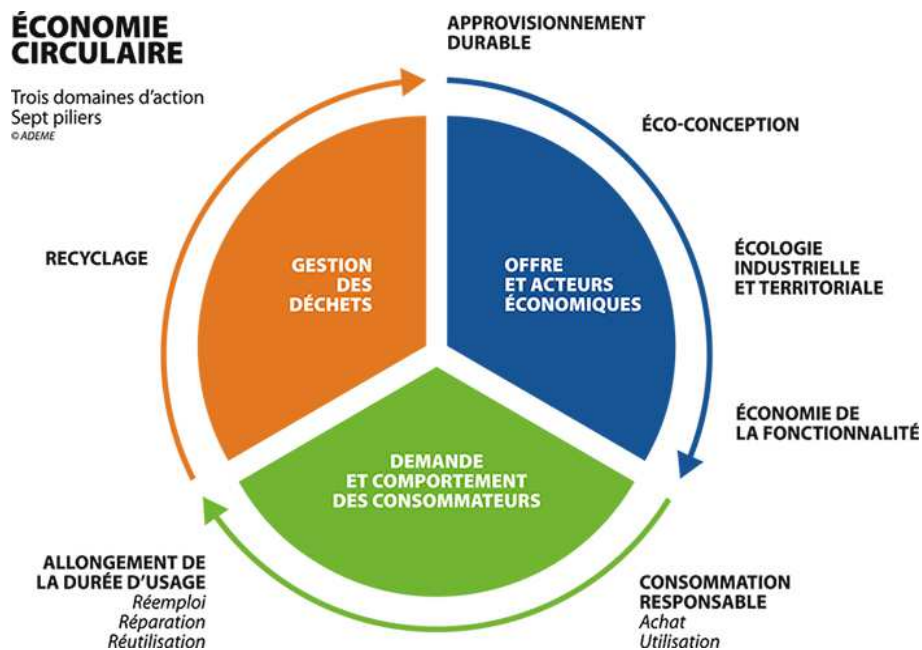 ÉCONOMIE
CIRCULAIRE
Trois domaines d'action
Sept piliers
© ADEME
APPROVISIONNEMENT
DURABLE
ÉCO-CONCEPTION
ÉCOLOGIE
INDUSTRIELLE
ET TERRITORIALE
ÉCONOMIE DE
LA FONCTIONNALITÉ
CONSOMMATION
RESPONSABLE
Achat
Utilisation
ALLONGEMENT DE
LA DURÉE D'USAGE
Réemploi
Réparation
Réutilisation
RECYCLAGE
GESTION
DES
DÉCHETS
OFFRE
ET ACTEURS
ÉCONOMIQUES
DEMANDE
ET COMPORTEMENT
DES CONSOMMATEURS